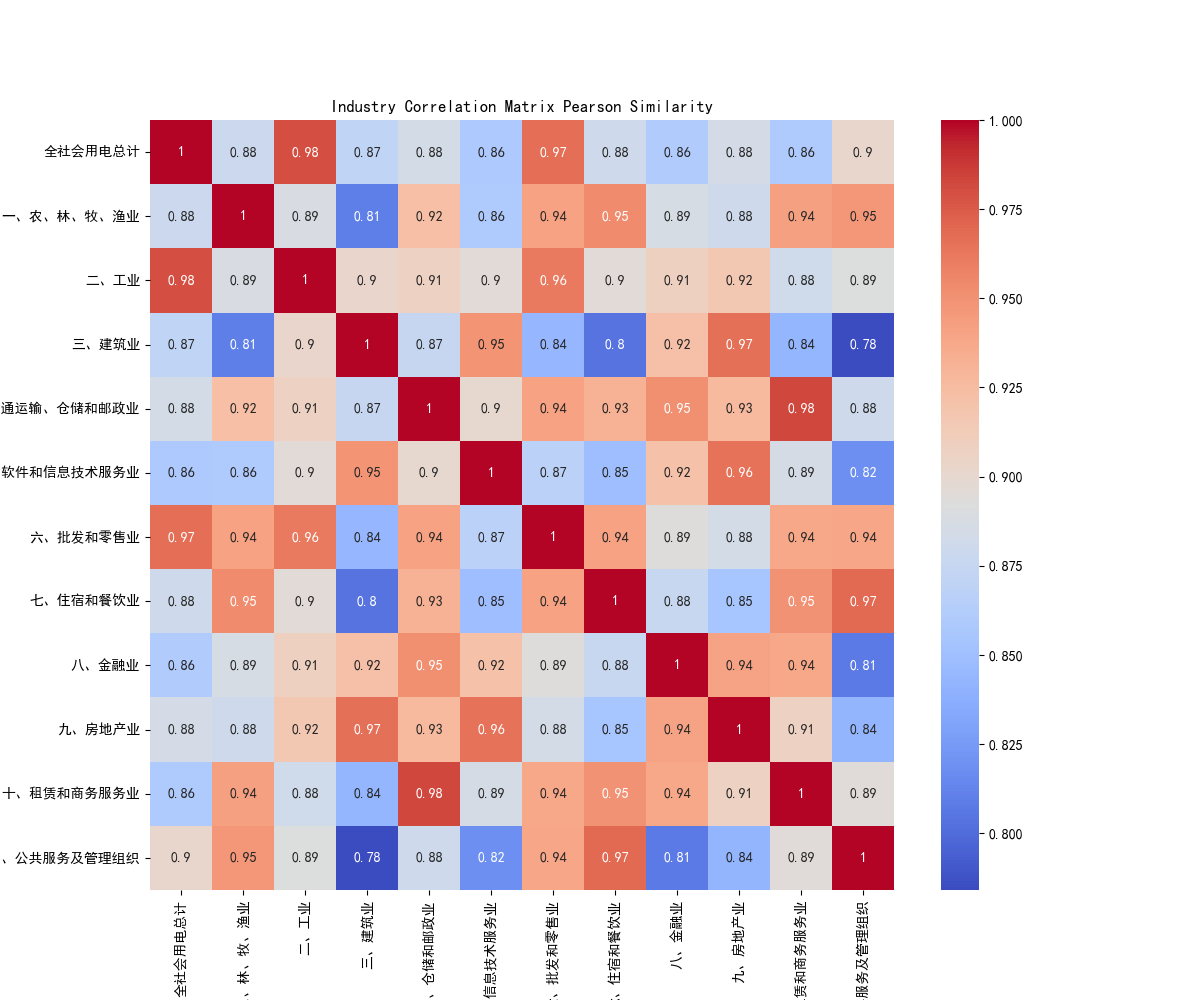 Industry Correlation Matrix Pearson Similarity
全社会用电总计 1 0.88 0.98 0.87 0.88 0.86 0.97 0.88 0.86 0.88 0.86 0.9
一、农、林、牧、渔业 0.88 1 0.89 0.81 0.92 0.86 0.94 0.95 0.89 0.88 0.94 0.95
二、工业 0.98 0.89 1 0.9 0.91 0.9 0.96 0.9 0.91 0.92 0.88 0.89
三、建筑业 0.87 0.81 0.9 1 0.87 0.95 0.84 0.8 0.92 0.97 0.84 0.78
通运输、仓储和邮政业 0.88 0.92 0.91 0.87 1 0.9 0.94 0.93 0.95 0.93 0.98 0.88
软件和信息技术服务业 0.86 0.86 0.9 0.95 0.9 1 0.87 0.85 0.92 0.96 0.89 0.82
六、批发和零售业 0.97 0.94 0.96 0.84 0.94 0.87 1 0.94 0.89 0.88 0.94 0.94
七、住宿和餐饮业 0.88 0.95 0.9 0.8 0.93 0.85 0.94 1 0.88 0.85 0.95 0.97
八、金融业 0.86 0.89 0.91 0.92 0.95 0.92 0.89 0.88 1 0.94 0.94 0.81
九、房地产业 0.88 0.88 0.92 0.97 0.93 0.96 0.88 0.85 0.94 1 0.91 0.84
十、租赁和商务服务业 0.86 0.94 0.88 0.84 0.98 0.89 0.94 0.95 0.94 0.91 1 0.89
、公共服务及管理组织 0.9 0.95 0.89 0.78 0.88 0.82 0.94 0.97 0.81 0.84 0.89 1
全社会用电总计
、林、牧、渔业
二、工业
三、建筑业
、仓储和邮政业
信息技术服务业
、批发和零售业
、住宿和餐饮业
八、金融业
九、房地产业
赁和商务服务业
服务及管理组织
1.000
0.975
0.950
0.925
0.900
0.875
0.850
0.825
0.800